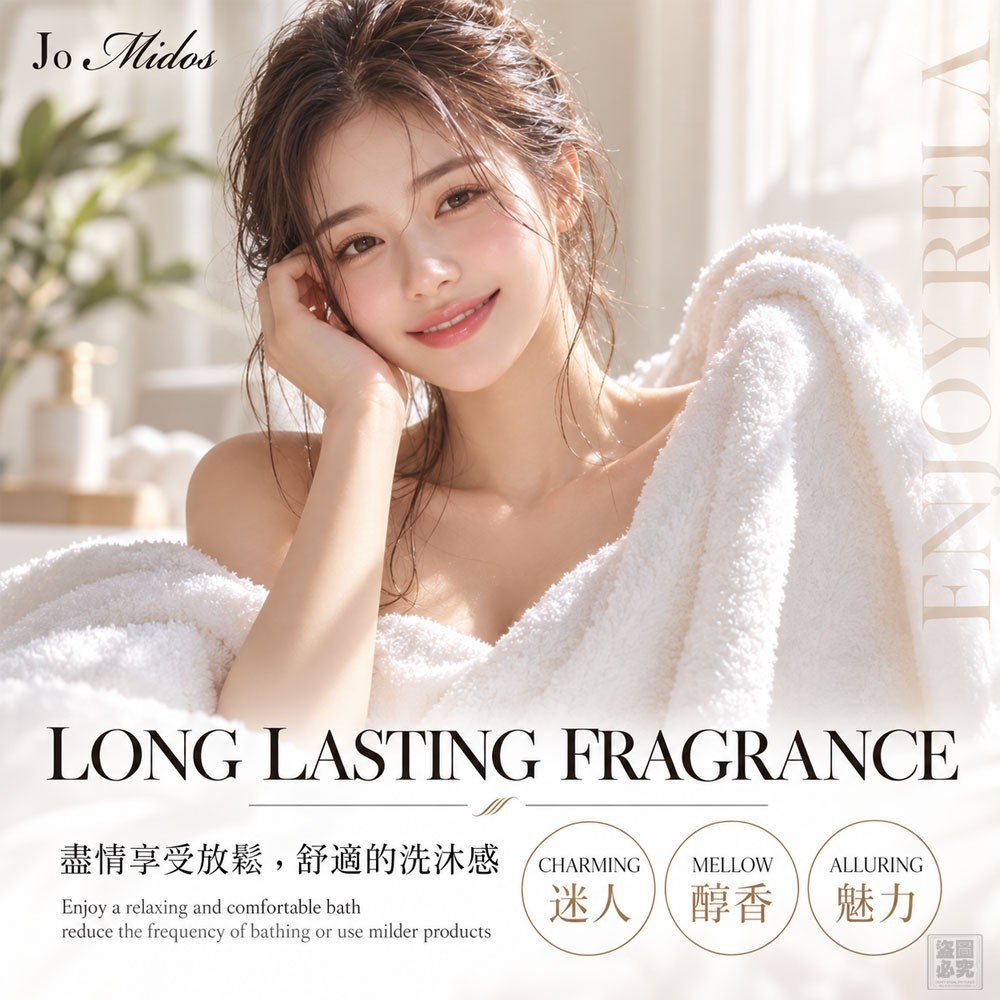 Jo Midos
ENJOY RELA
LONG LASTING FRAGRANCE
盡情享受放鬆，舒適的洗沐感
Enjoy a relaxing and comfortable bath
reduce the frequency of bathing or use milder products
CHARMING
迷人
MELLOW
醇香
ALLURING
魅力
盜圖
必究